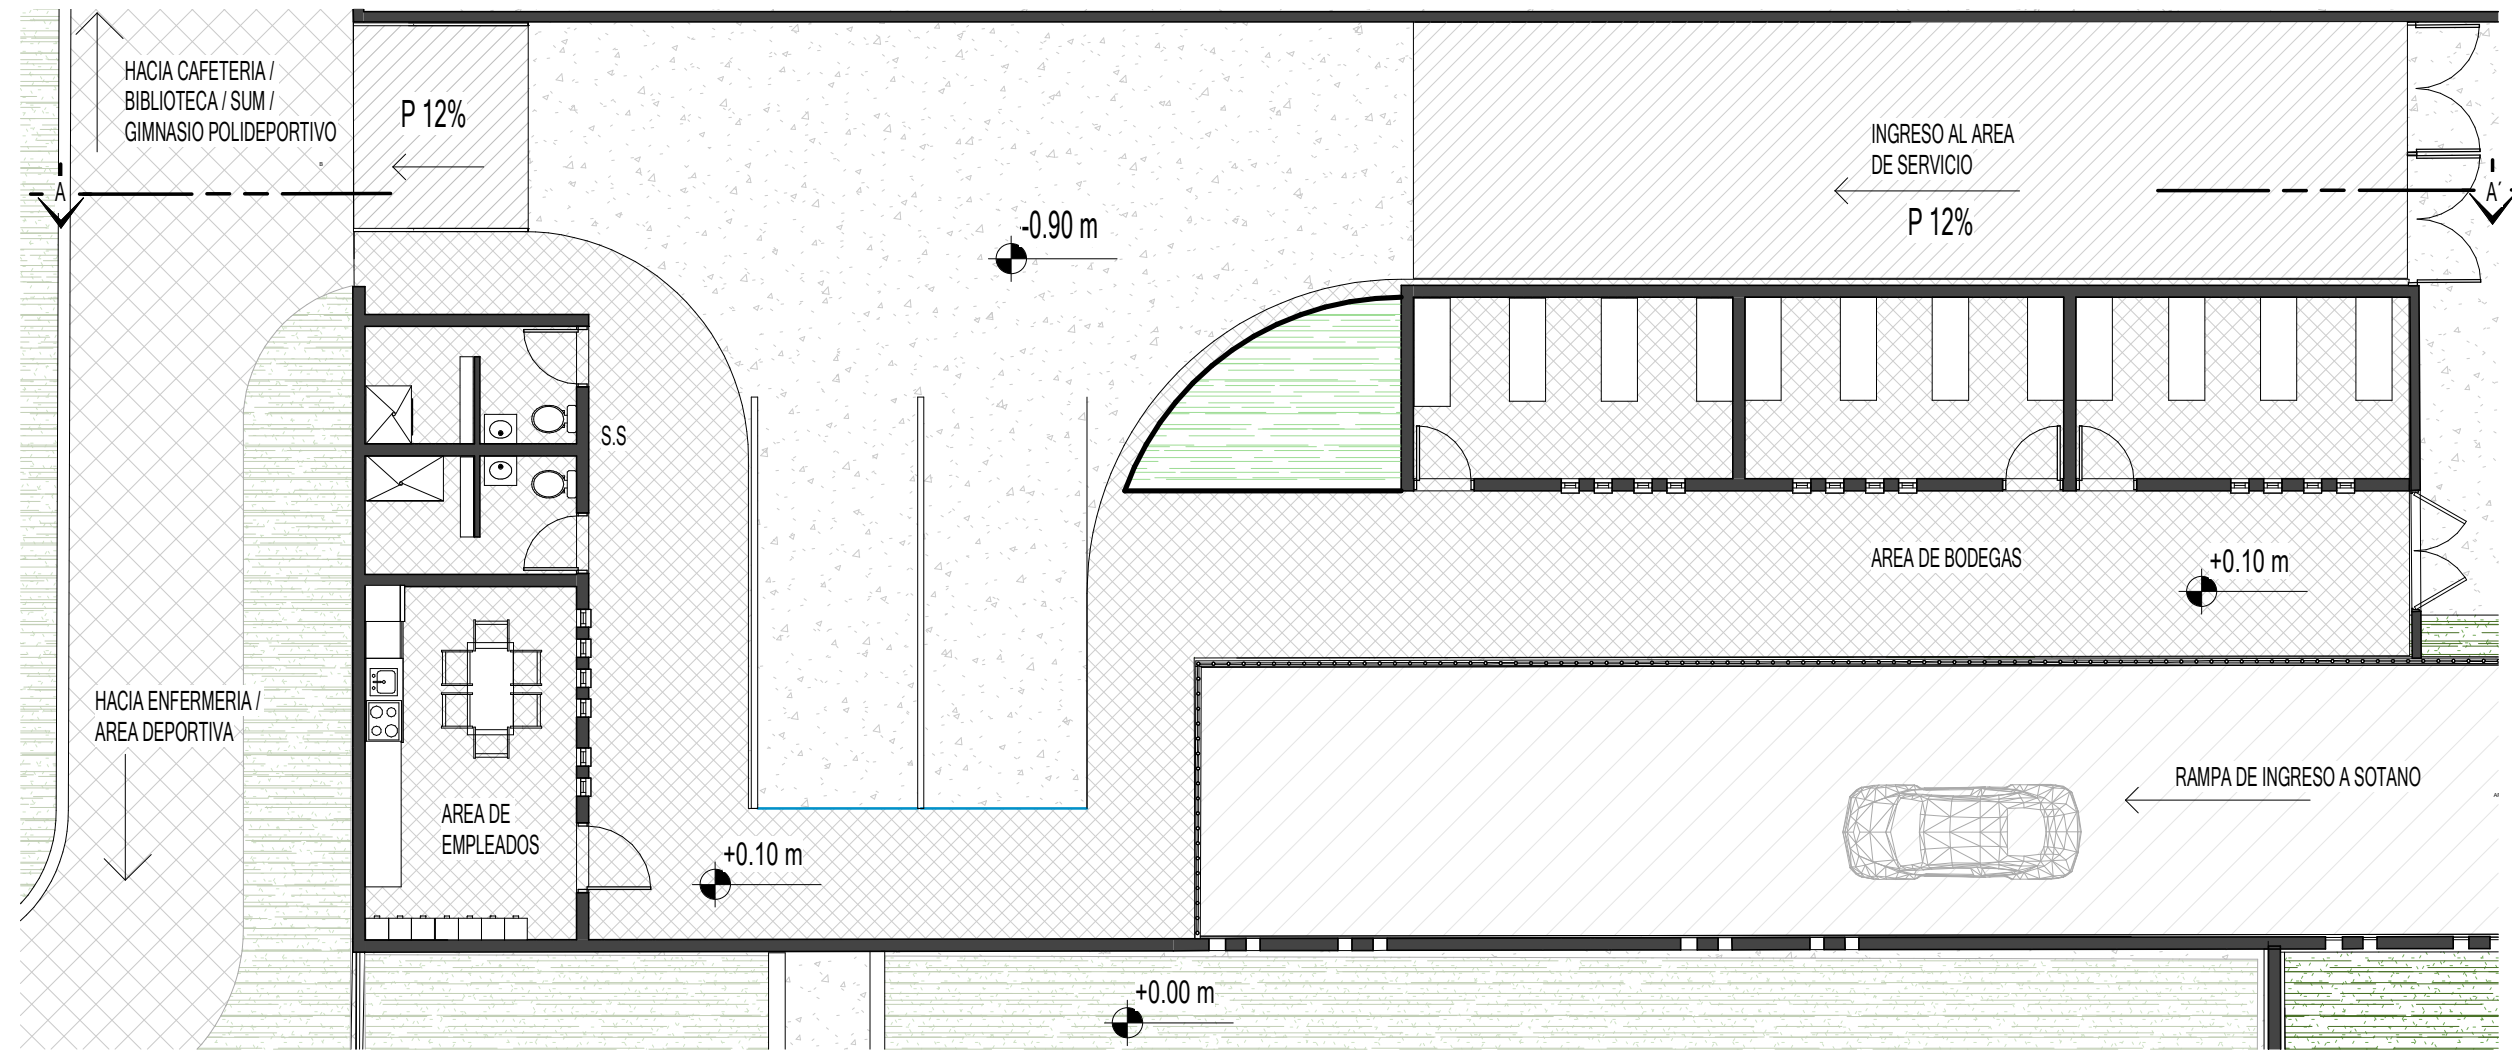 HACIA CAFETERIA /
BIBLIOTECA / SUM /
GIMNASIO POLIDEPORTIVO
P 12%
INGRESO AL AREA
DE SERVICIO
P 12%
A
A´
-0.90 m
S.S
AREA DE BODEGAS
+0.10 m
HACIA ENFERMERIA /
AREA DEPORTIVA
RAMPA DE INGRESO A SOTANO
AREA DE
EMPLEADOS
+0.10 m
+0.00 m